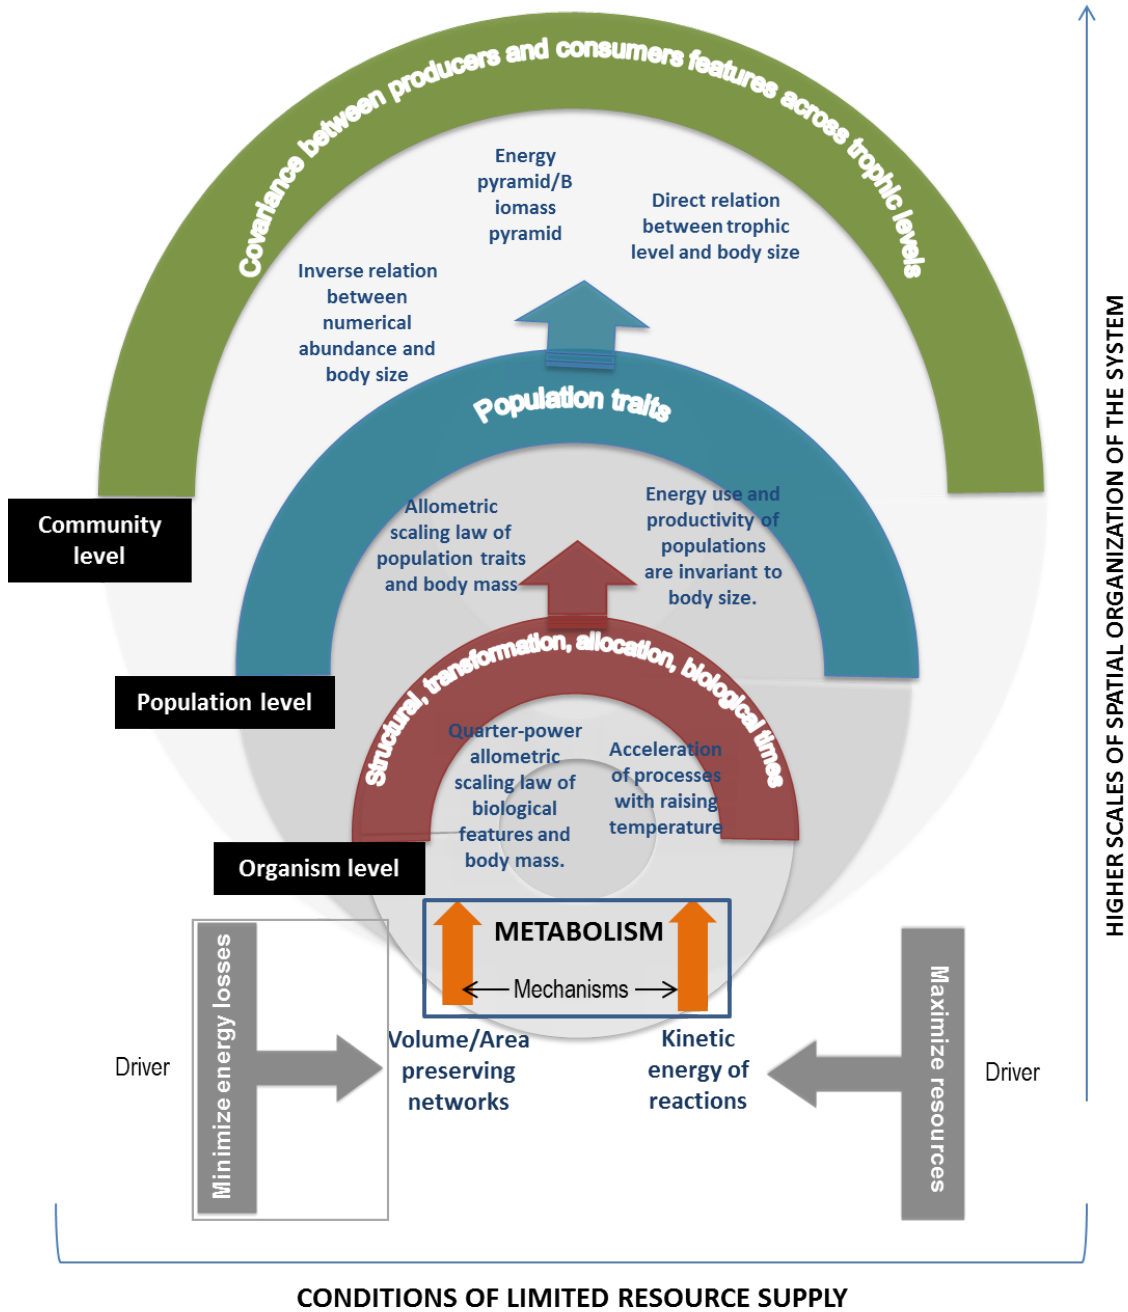 Covariance between producers and consumers features across trophic levels
Energy
pyramid/B
iomass
pyramid
Direct relation
between trophic
level and body size
Inverse relation
between
numerical
abundance and
body size
Population traits
Community
level
Allometric
scaling law of
population traits
and body mass
Energy use and
productivity of
populations
are invariant to
body size.
Population level
Structural, transformation, allocation, biological times
Quarter-power
allometric
scaling law of
biological
features and
body mass.
Acceleration
of processes
with raising
temperature
Organism level
METABOLISM
Mechanisms
Volume/Area
preserving
networks
Kinetic
energy of
reactions
Driver
Minimize energy losses
Maximize resources
Driver
HIGHER SCALES OF SPATIAL ORGANIZATION OF THE SYSTEM
CONDITIONS OF LIMITED RESOURCE SUPPLY